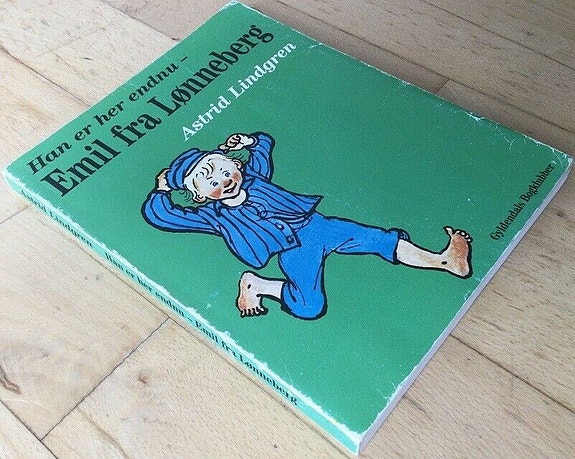 Han er her endnu –
Emil fra Lønneberg
Astrid Lindgren
Gyldendals Bogklubber
Astrid Lindgren Han er her endnu – Emil fra Lønneberg